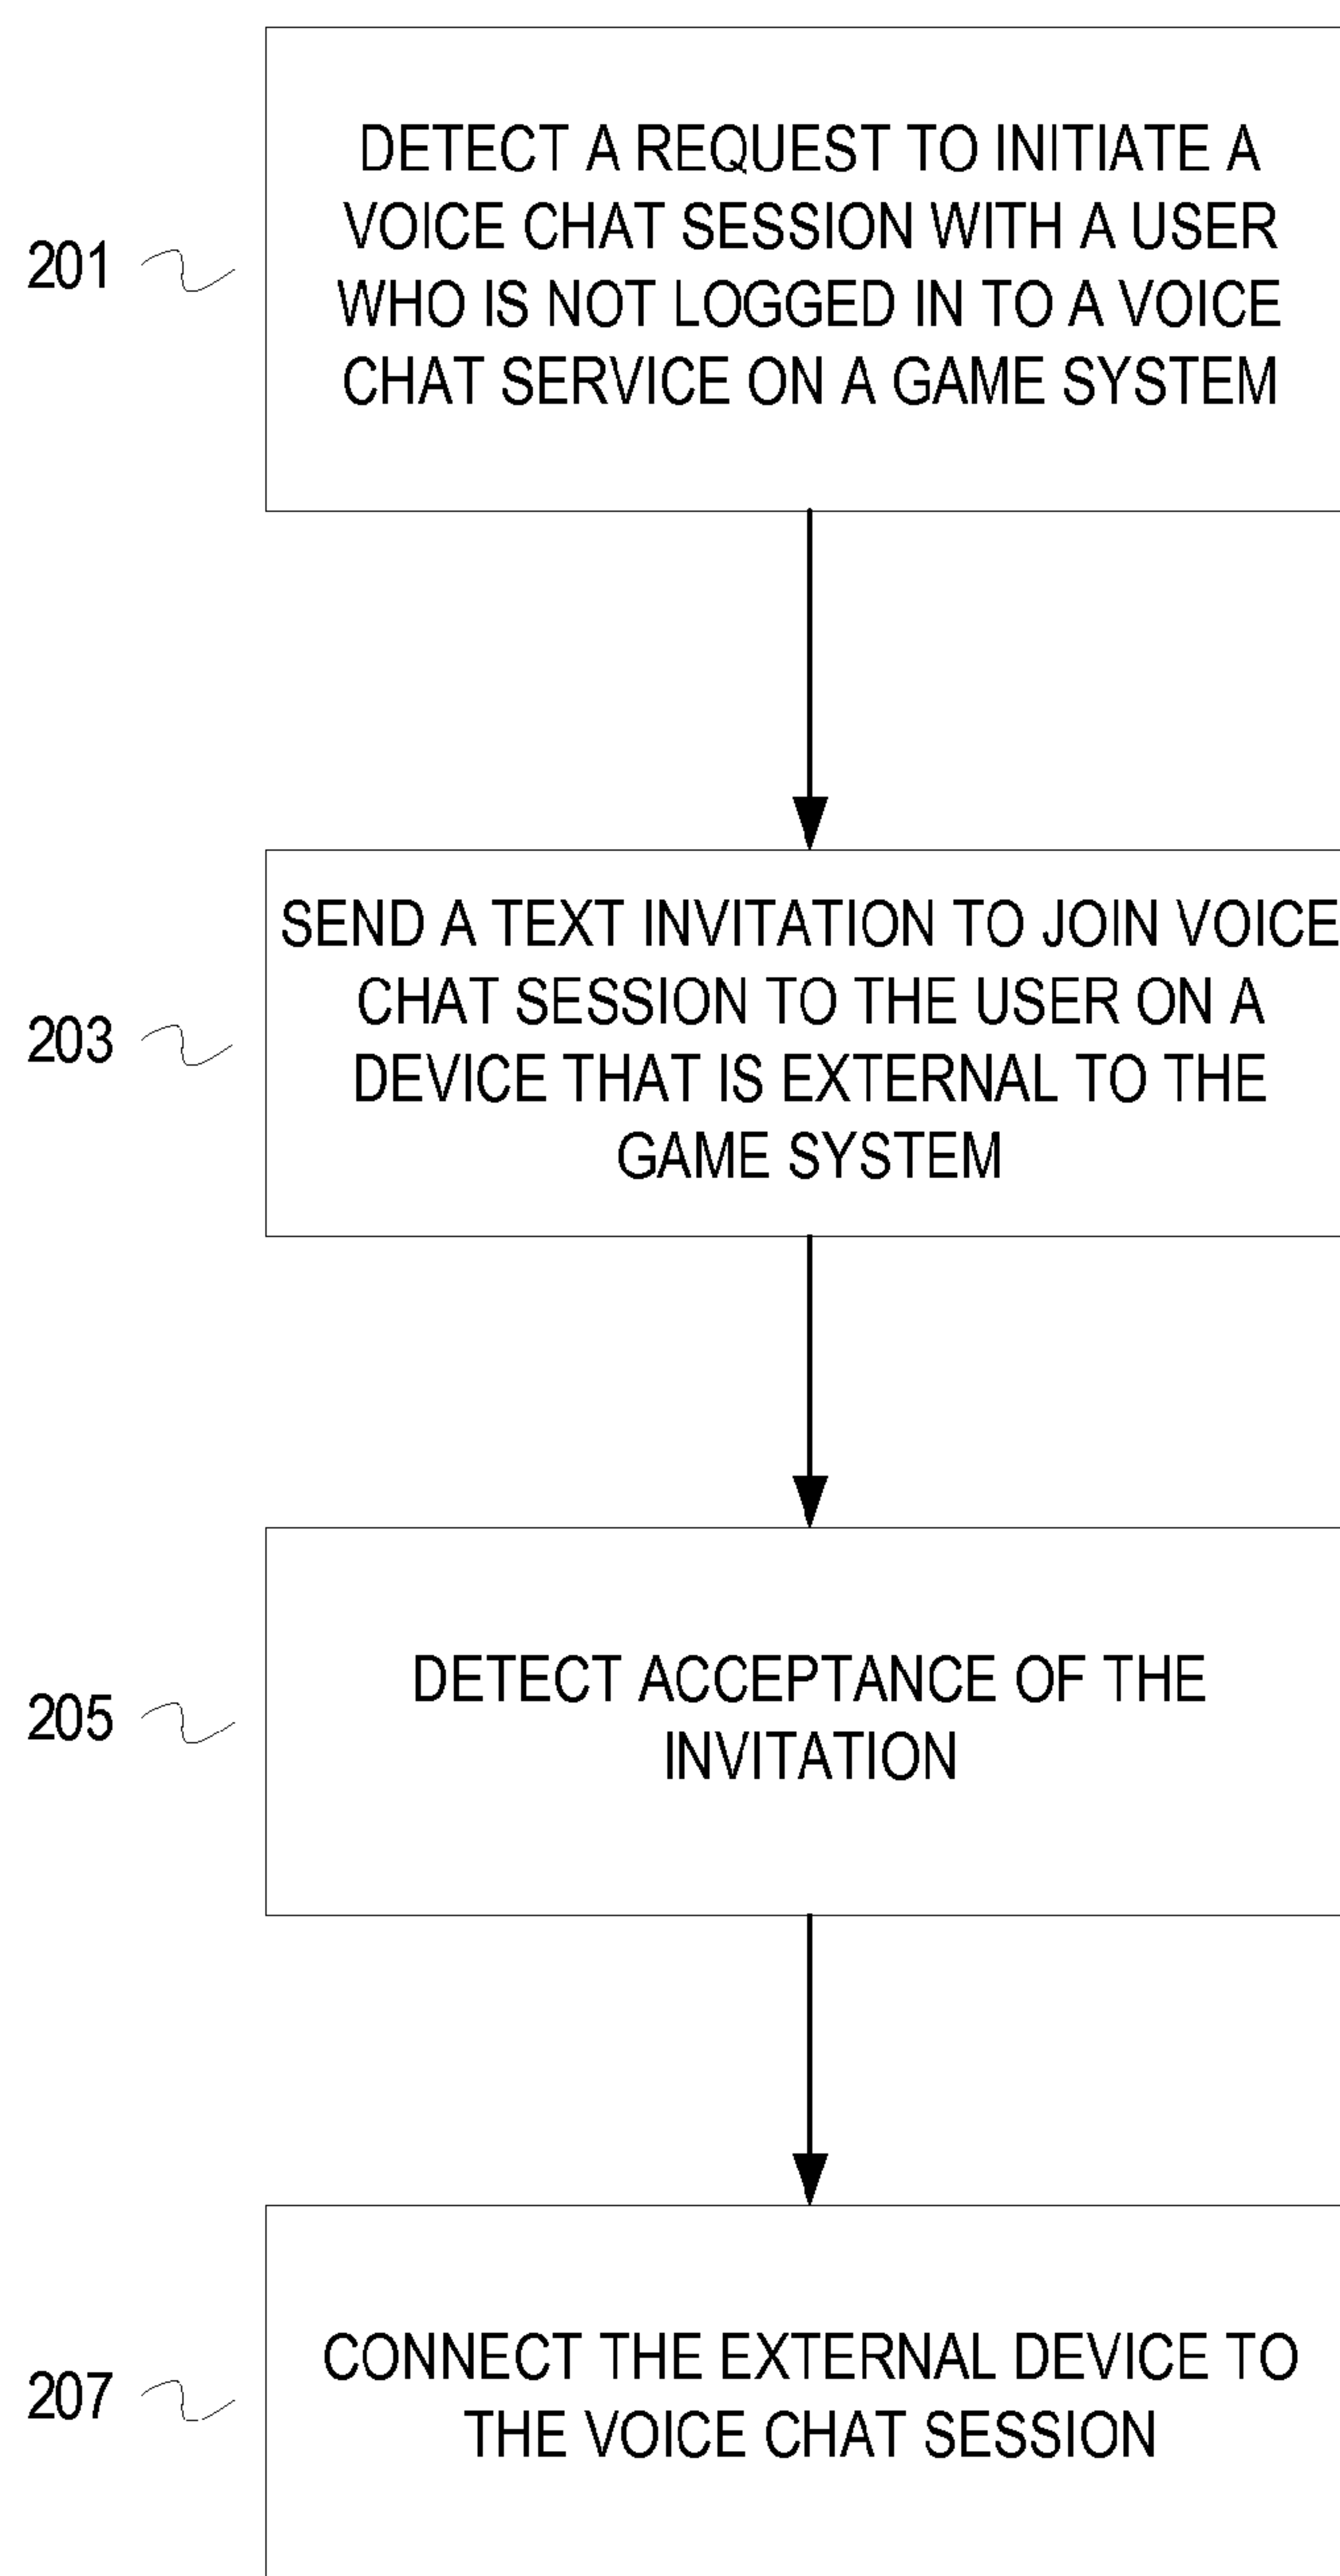 201
DETECT A REQUEST TO INITIATE A
VOICE CHAT SESSION WITH A USER
WHO IS NOT LOGGED IN TO A VOICE
CHAT SERVICE ON A GAME SYSTEM
203
SEND A TEXT INVITATION TO JOIN VOICE
CHAT SESSION TO THE USER ON A
DEVICE THAT IS EXTERNAL TO THE
GAME SYSTEM
205
DETECT ACCEPTANCE OF THE
INVITATION
207
CONNECT THE EXTERNAL DEVICE TO
THE VOICE CHAT SESSION